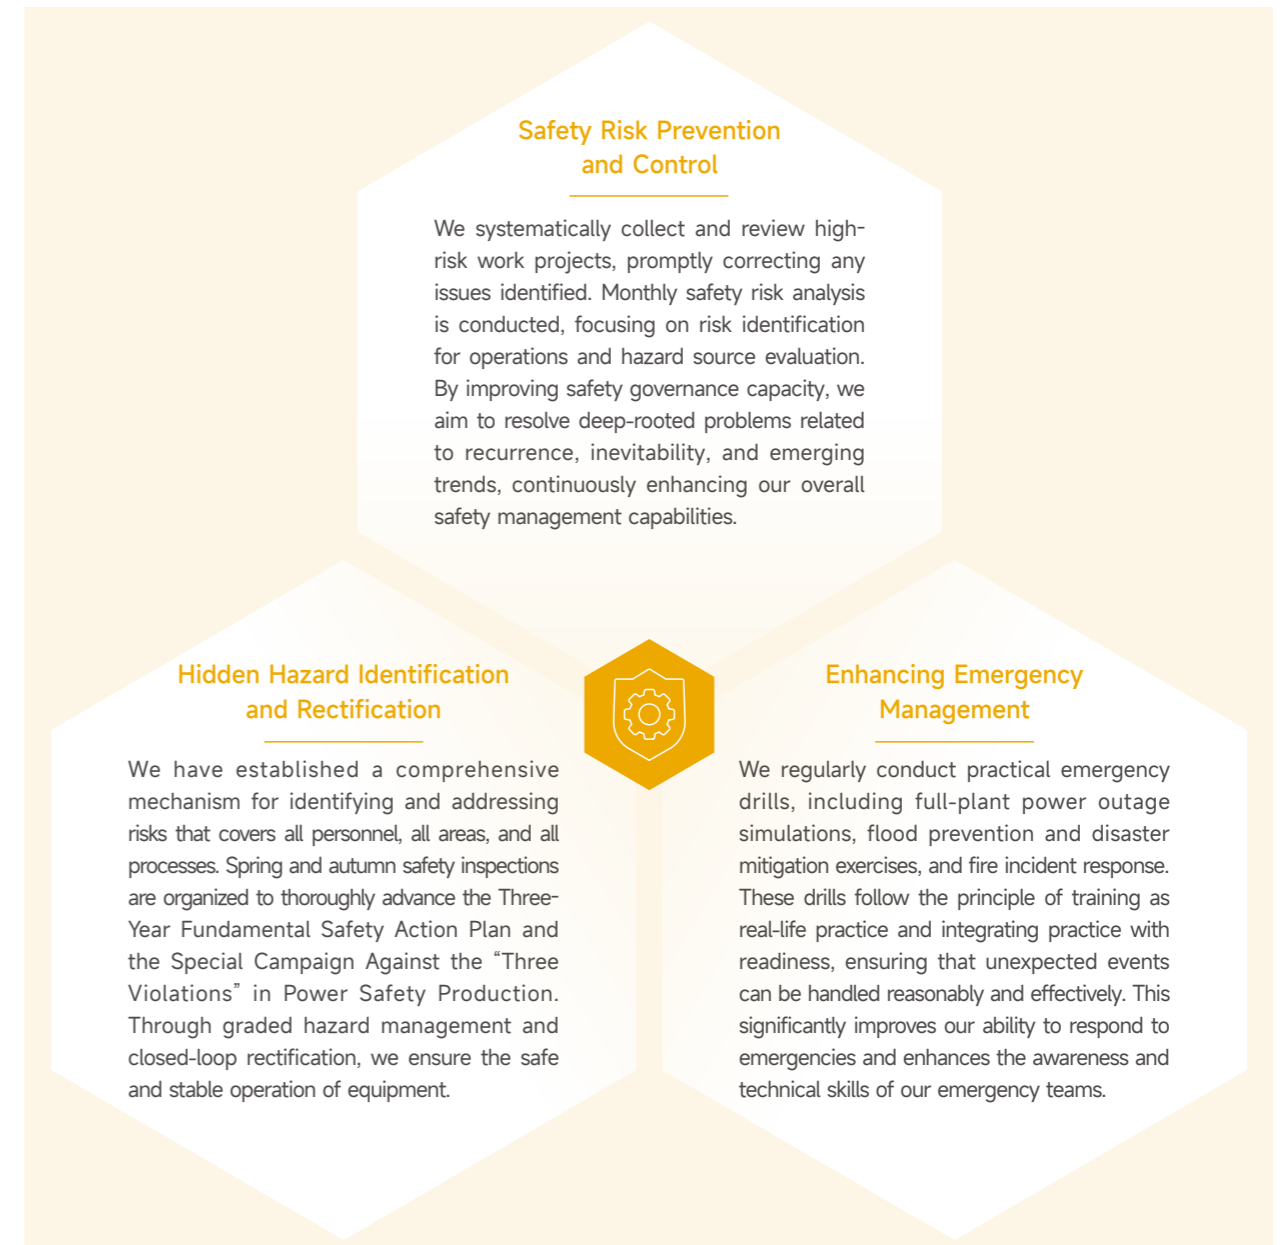 Safety Risk Prevention
and Control
We systematically collect and review high-
risk work projects, promptly correcting any
issues identified. Monthly safety risk analysis
is conducted, focusing on risk identification
for operations and hazard source evaluation.
By improving safety governance capacity, we
aim to resolve deep-rooted problems related
to recurrence, inevitability, and emerging
trends, continuously enhancing our overall
safety management capabilities.
Hidden Hazard Identification
and Rectification
We have established a comprehensive
mechanism for identifying and addressing
risks that covers all personnel, all areas, and all
processes. Spring and autumn safety inspections
are organized to thoroughly advance the Three-
Year Fundamental Safety Action Plan and
the Special Campaign Against the “Three
Violations” in Power Safety Production.
Through graded hazard management and
closed-loop rectification, we ensure the safe
and stable operation of equipment.
Enhancing Emergency
Management
We regularly conduct practical emergency
drills, including full-plant power outage
simulations, flood prevention and disaster
mitigation exercises, and fire incident response.
These drills follow the principle of training as
real-life practice and integrating practice with
readiness, ensuring that unexpected events
can be handled reasonably and effectively. This
significantly improves our ability to respond to
emergencies and enhances the awareness and
technical skills of our emergency teams.